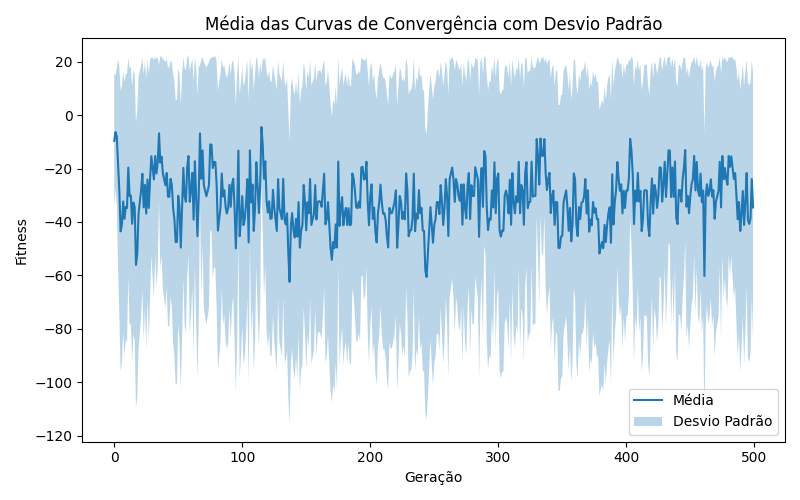 Média das Curvas de Convergência com Desvio Padrão
Fitness
20
0
−20
−40
−60
−80
−100
−120
0 100 200 300 400 500
Geração
Média
Desvio Padrão